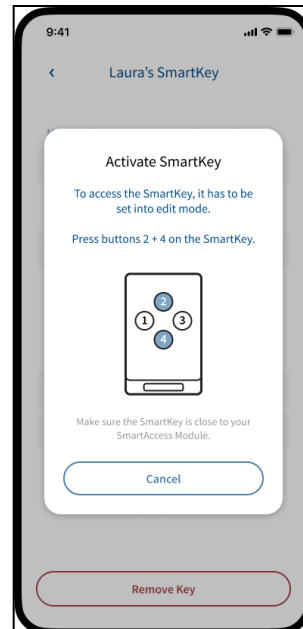 9:41
Laura's SmartKey
Activate SmartKey
To access the SmartKey, it has to be
set into edit mode.
Press buttons 2 + 4 on the SmartKey.
2
1 3
4
Make sure the SmartKey is close to your
SmartAccess Module.
Cancel
Remove Key